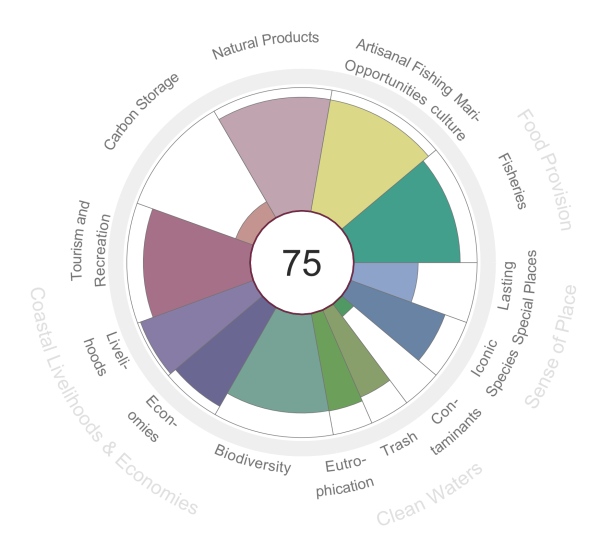 Natural Products
Artisanal Fishing
Opportunities
Mari-
culture
Fisheries
Food Provision
Lasting
Special Places
Iconic
Species
Sense of Place
Con-
taminants
Trash
Eutro-
phication
Clean Waters
Biodiversity
Econ-
omies
Liveli-
hoods
Coastal Livelihoods & Economies
Tourism and
Recreation
Carbon Storage
75